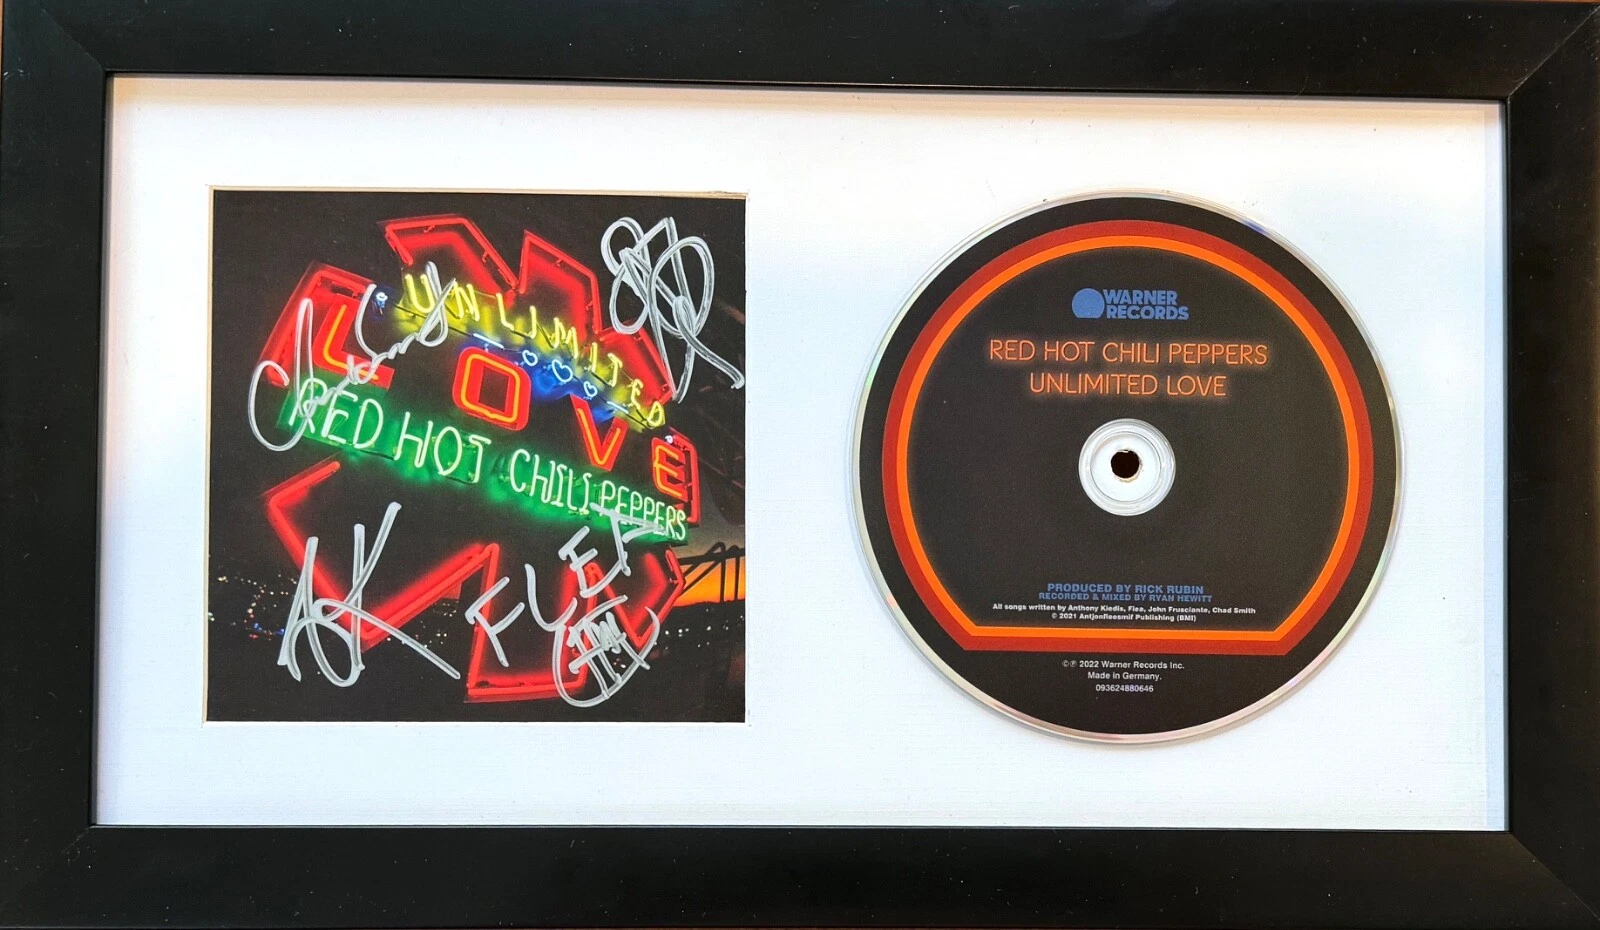 UNLIMITED
LOVE
RED HOT CHILI PEPPERS
AK
FLEA
WARNER
RECORDS
RED HOT CHILI PEPPERS
UNLIMITED LOVE
PRODUCED BY RICK RUBIN
RECORDED & MIXED BY RYAN HEWITT
All songs written by Anthony Kiedis, Flea, John Frusciante, Chad Smith
© 2021 Antjonfleesmif Publishing (BMI)
©℗ 2022 Warner Records Inc.
Made in Germany.
093624880646